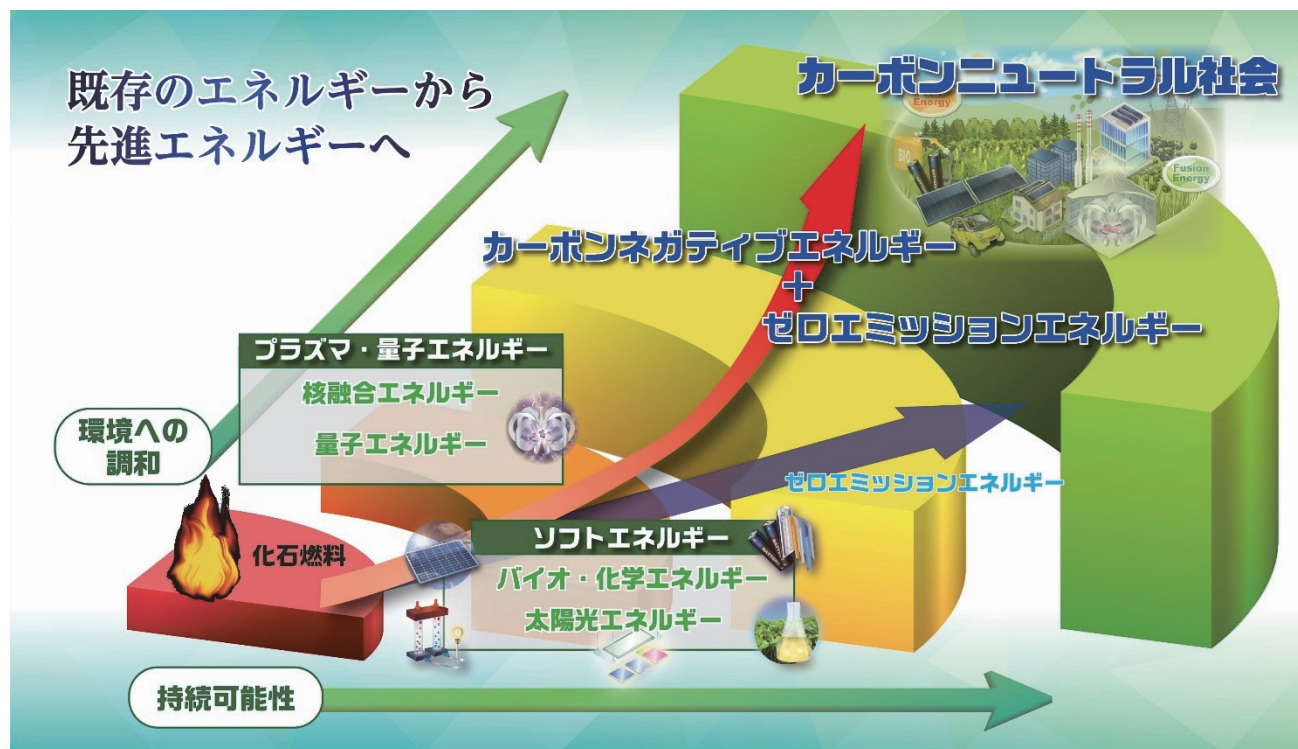 既存のエネルギーから
先進エネルギーへ
カーボンニュートラル社会
Energy
BIO
Fusion
Energy
カーボンネガティブエネルギー
+
ゼロエミッションエネルギー
プラズマ・量子エネルギー
核融合エネルギー
量子エネルギー
環境への
調和
ゼロエミッションエネルギー
化石燃料
ソフトエネルギー
バイオ・化学エネルギー
太陽光エネルギー
持続可能性